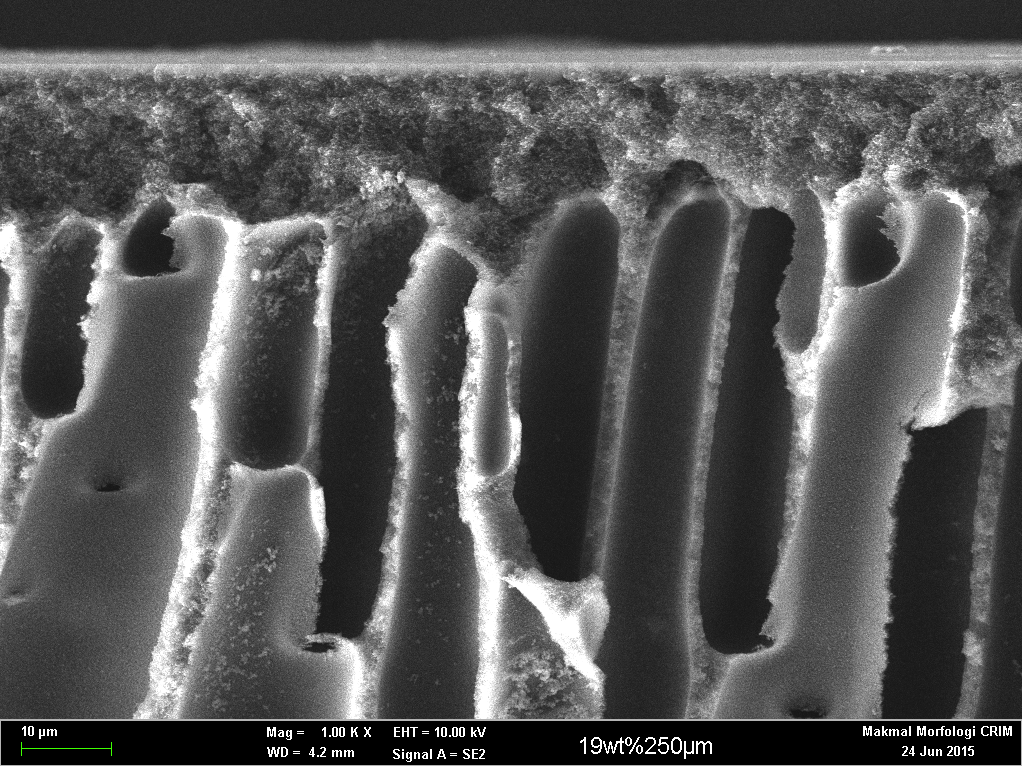 10 µm
Mag = 1.00 K X
EHT = 10.00 kV
WD = 4.2 mm
Signal A = SE2
19wt%250µm
Makmal Morfologi CRIM
24 Jun 2015